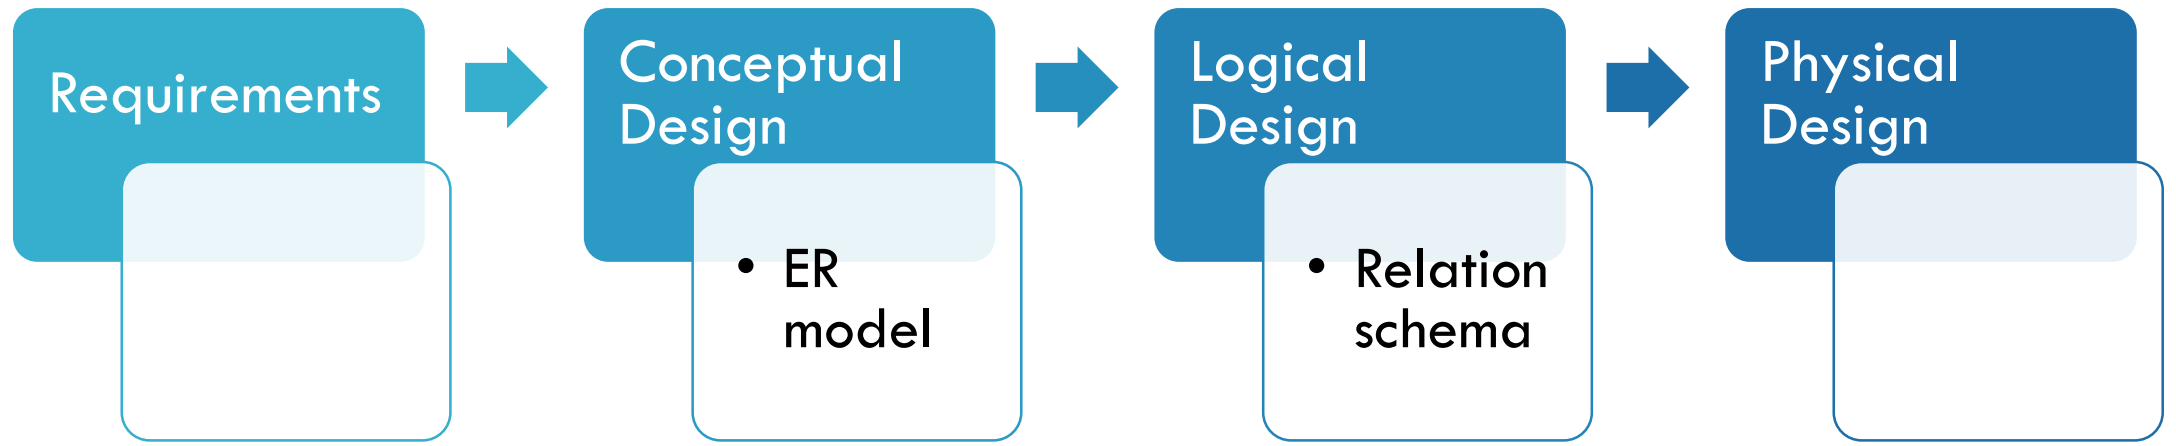 Requirements
Conceptual
Design
• ER
model
Logical
Design
• Relation
schema
Physical
Design